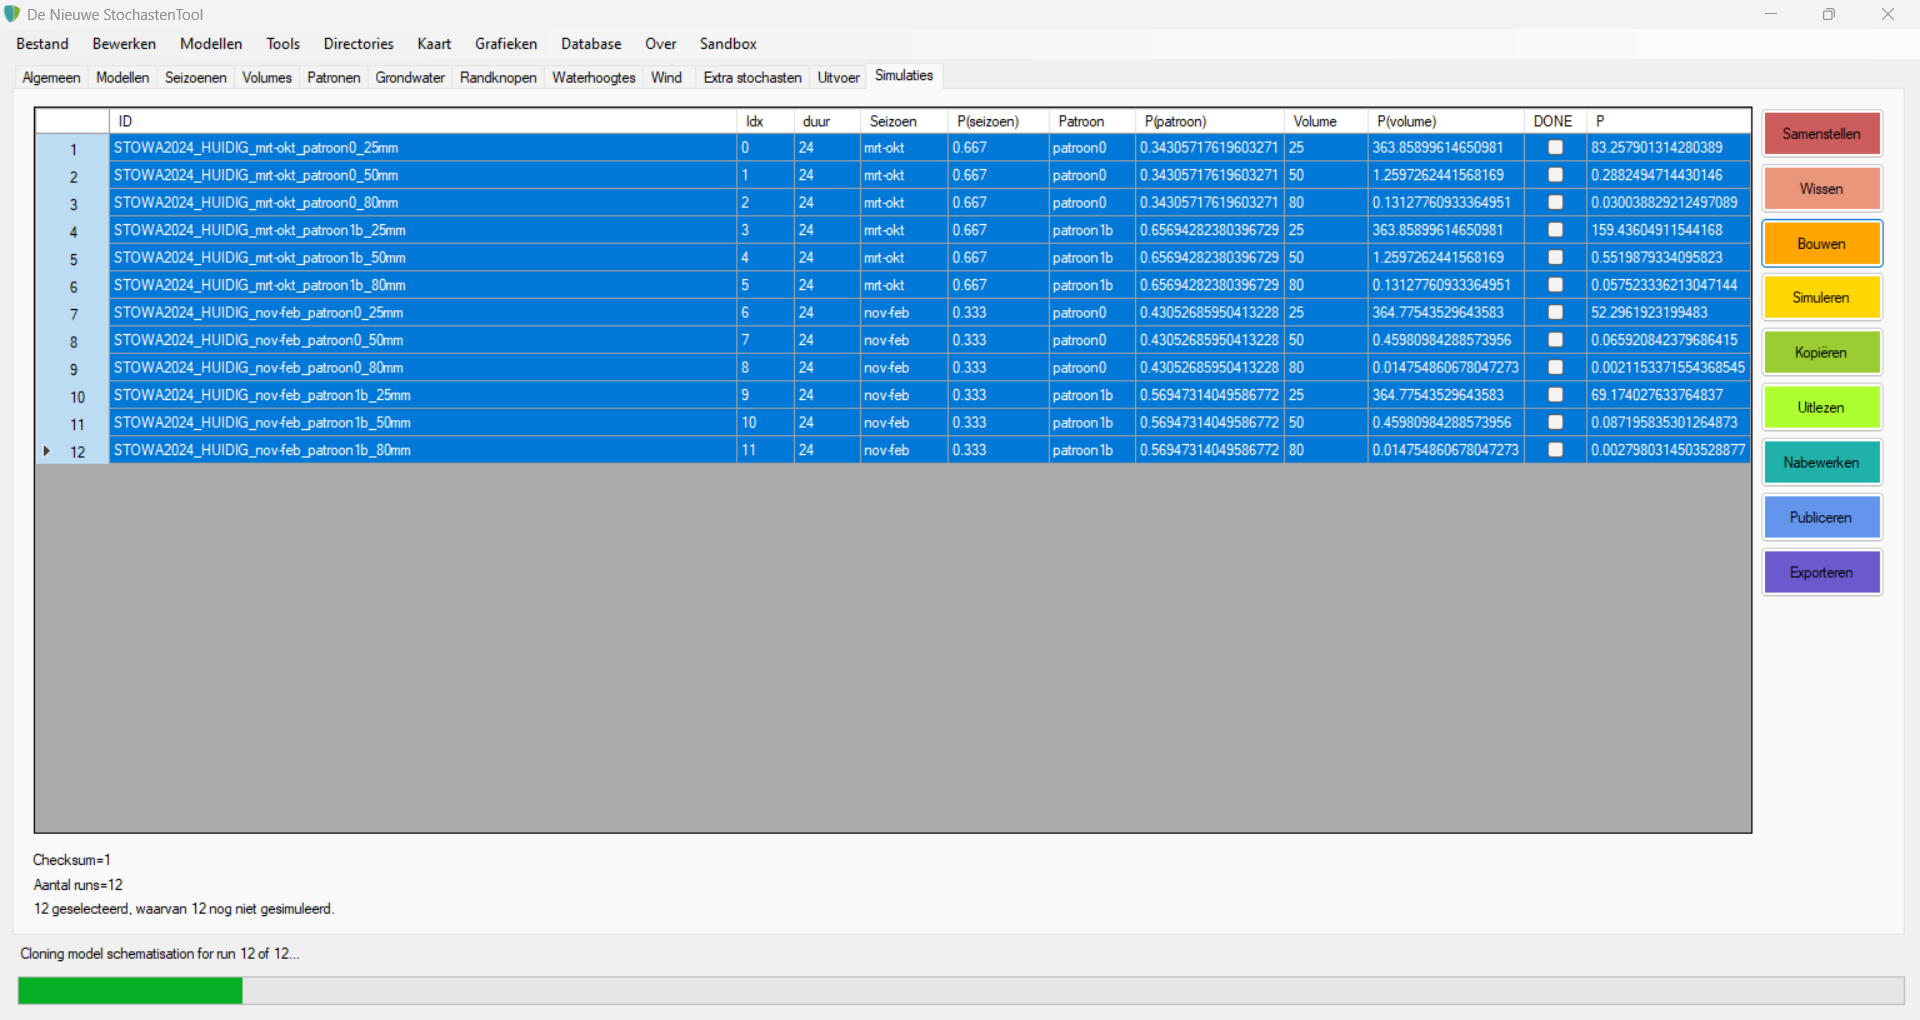 De Nieuwe StochastenTool
Bestand Bewerken Modellen Tools Directories Kaart Grafieken Database Over Sandbox
Algemeen Modellen Seizoenen Volumes Patronen Grondwater Randknopen Waterhoogtes Wind Extra stochasten Uitvoer Simulaties
ID Idx duur Seizoen P(seizoen) Patroon P(patroon) Volume P(volume) DONE P
1 STOWA2024_HUIDIG_mrt-okt_patroon0_25mm 0 24 mrt-okt 0.667 patroon0 0.34305717619603271 25 363.85899614650981 83.257901314280389
2 STOWA2024_HUIDIG_mrt-okt_patroon0_50mm 1 24 mrt-okt 0.667 patroon0 0.34305717619603271 50 1.2597262441568169 0.2882494714430146
3 STOWA2024_HUIDIG_mrt-okt_patroon0_80mm 2 24 mrt-okt 0.667 patroon0 0.34305717619603271 80 0.13127760933364951 0.030038829212497089
4 STOWA2024_HUIDIG_mrt-okt_patroon1b_25mm 3 24 mrt-okt 0.667 patroon1b 0.65694282380396729 25 363.85899614650981 159.43604911544168
5 STOWA2024_HUIDIG_mrt-okt_patroon1b_50mm 4 24 mrt-okt 0.667 patroon1b 0.65694282380396729 50 1.2597262441568169 0.5519879334095823
6 STOWA2024_HUIDIG_mrt-okt_patroon1b_80mm 5 24 mrt-okt 0.667 patroon1b 0.65694282380396729 80 0.13127760933364951 0.057523336213047144
7 STOWA2024_HUIDIG_nov-feb_patroon0_25mm 6 24 nov-feb 0.333 patroon0 0.43052685950413228 25 364.77543529643583 52.2961923199483
8 STOWA2024_HUIDIG_nov-feb_patroon0_50mm 7 24 nov-feb 0.333 patroon0 0.43052685950413228 50 0.45980984288573956 0.065920842379686415
9 STOWA2024_HUIDIG_nov-feb_patroon0_80mm 8 24 nov-feb 0.333 patroon0 0.43052685950413228 80 0.014754860678047273 0.0021153371554368545
10 STOWA2024_HUIDIG_nov-feb_patroon1b_25mm 9 24 nov-feb 0.333 patroon1b 0.56947314049586772 25 364.77543529643583 69.174027633764837
11 STOWA2024_HUIDIG_nov-feb_patroon1b_50mm 10 24 nov-feb 0.333 patroon1b 0.56947314049586772 50 0.45980984288573956 0.087195835301264873
12 STOWA2024_HUIDIG_nov-feb_patroon1b_80mm 11 24 nov-feb 0.333 patroon1b 0.56947314049586772 80 0.014754860678047273 0.0027980314503528877
Samenstellen
Wissen
Bouwen
Simuleren
Kopiëren
Uitlezen
Nabewerken
Publiceren
Exporteren
Checksum=1
Aantal runs=12
12 geselecteerd, waarvan 12 nog niet gesimuleerd.
Cloning model schematisation for run 12 of 12...